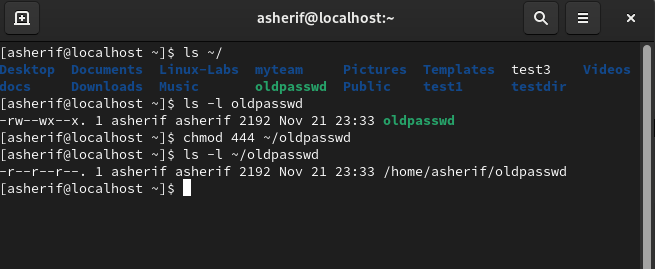 asherif@localhost:~
[asherif@localhost ~]$ ls ~/
Desktop  Documents  Linux-Labs  myteam     Pictures  Templates  test3    Videos
docs     Downloads  Music       oldpasswd  Public    test1      testdir
[asherif@localhost ~]$ ls -l oldpasswd
-rw--wx--x. 1 asherif asherif 2192 Nov 21 23:33 oldpasswd
[asherif@localhost ~]$ chmod 444 ~/oldpasswd
[asherif@localhost ~]$ ls -l ~/oldpasswd
-r--r--r--. 1 asherif asherif 2192 Nov 21 23:33 /home/asherif/oldpasswd
[asherif@localhost ~]$